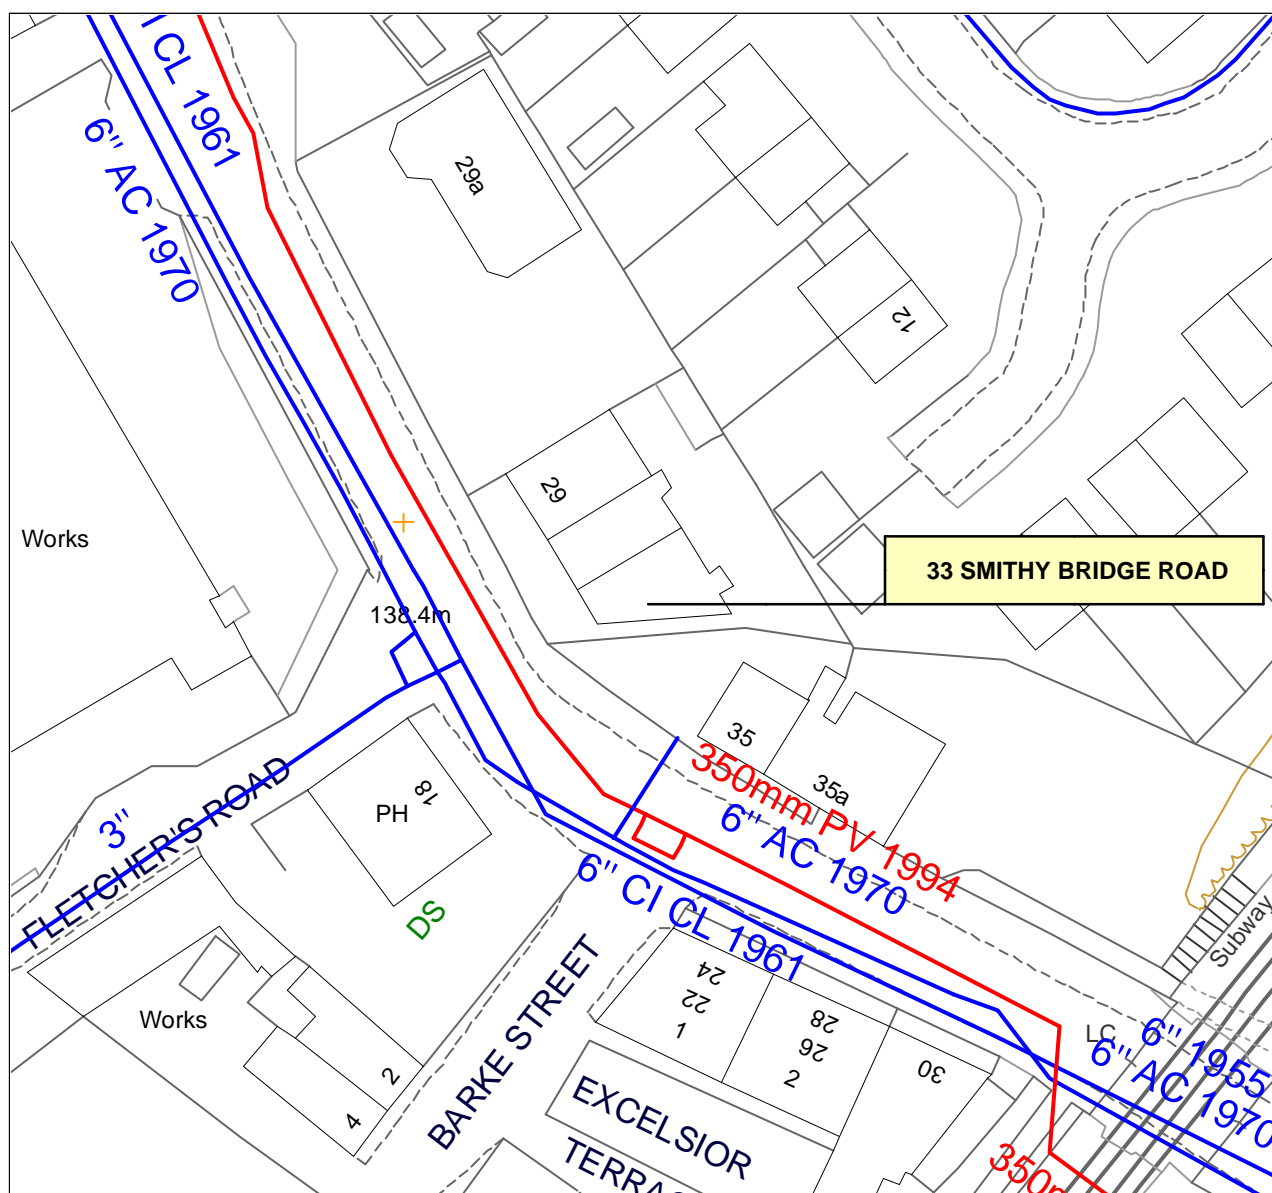 I CL 1961
6" AC 1970
29a
12
29
Works
33 SMITHY BRIDGE ROAD
138.4m
35
35a
350mm PV 1994
6" AC 1970
6" CI CL 1961
18
PH
3"
FLETCHER'S ROAD
DS
BARKE STREET
Works
2
4
24
22
1
28
26
2
30
EXCELSIOR
Subway
LC
6" 1955
6" AC 1970